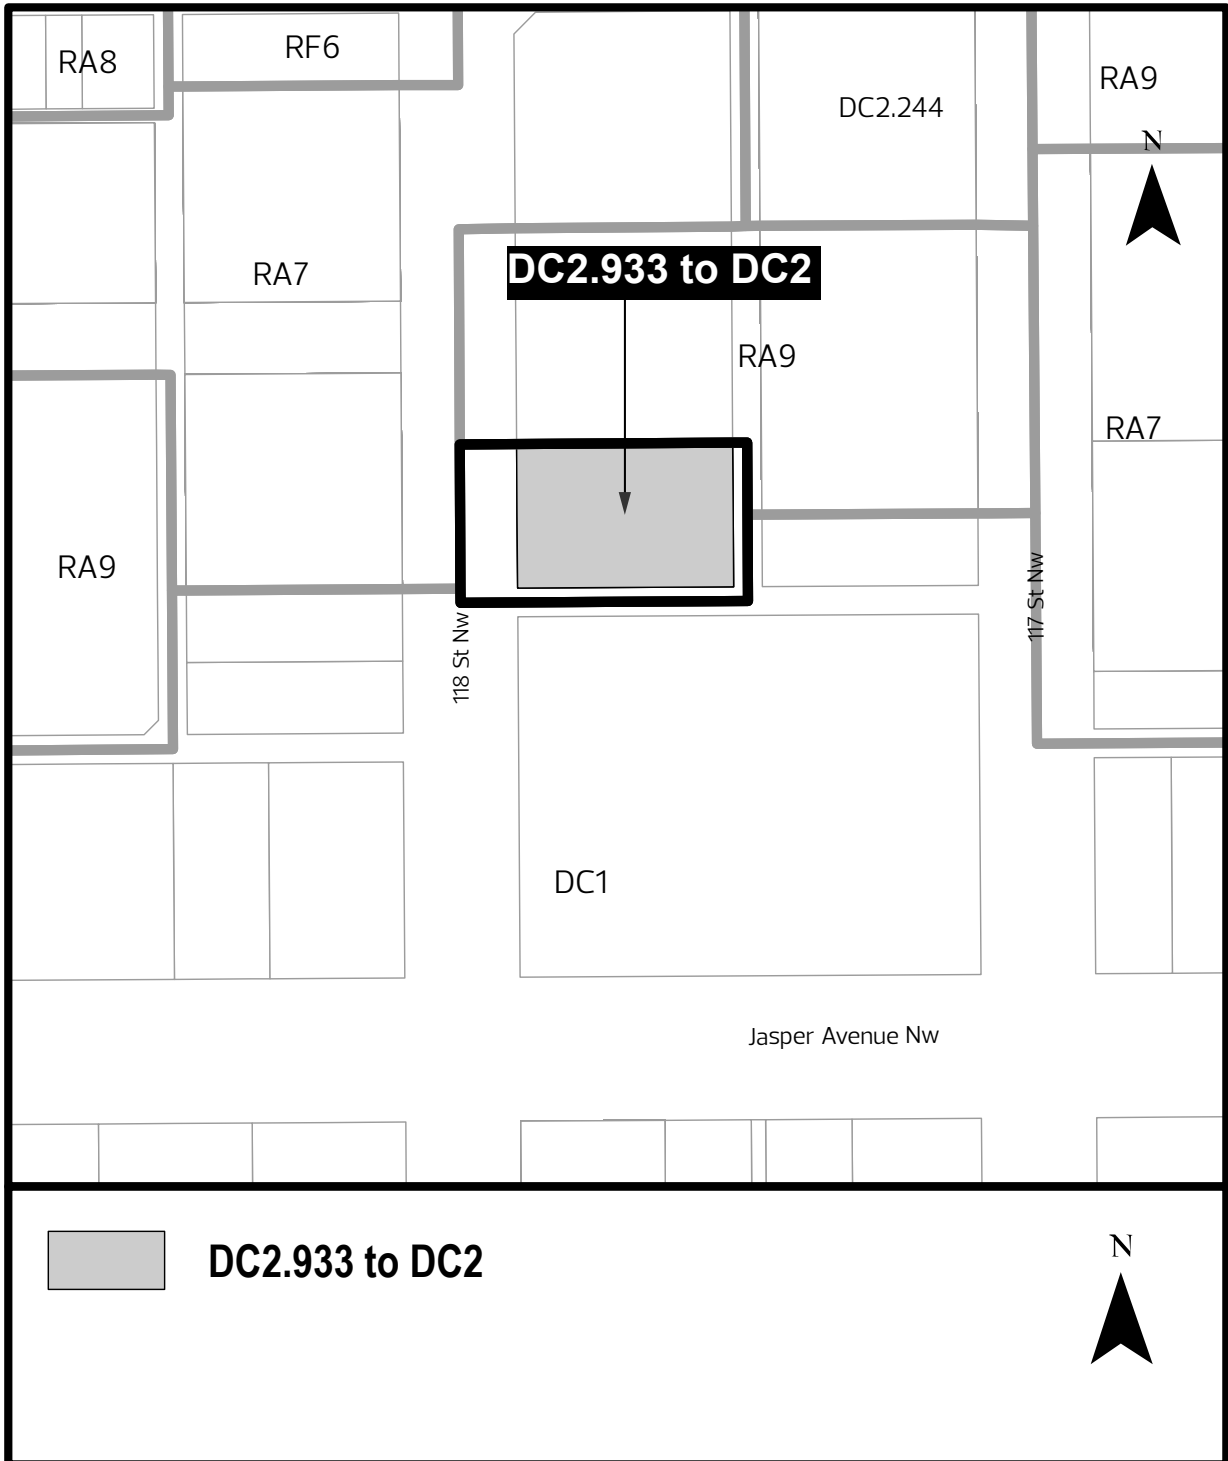 RA8
RF6
DC2.244
RA9
N
RA7
DC2.933 to DC2
RA9
RA7
RA9
117 St Nw
118 St Nw
DC1
Jasper Avenue Nw
DC2.933 to DC2
N